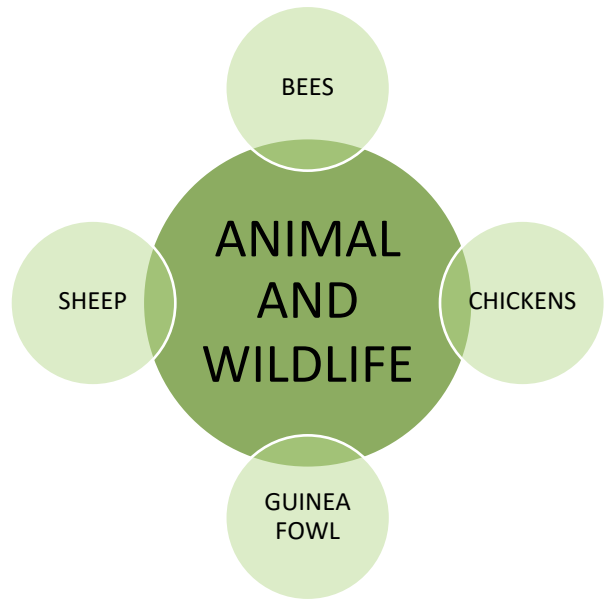 BEES
ANIMAL
AND
WILDLIFE
SHEEP
CHICKENS
GUINEA
FOWL